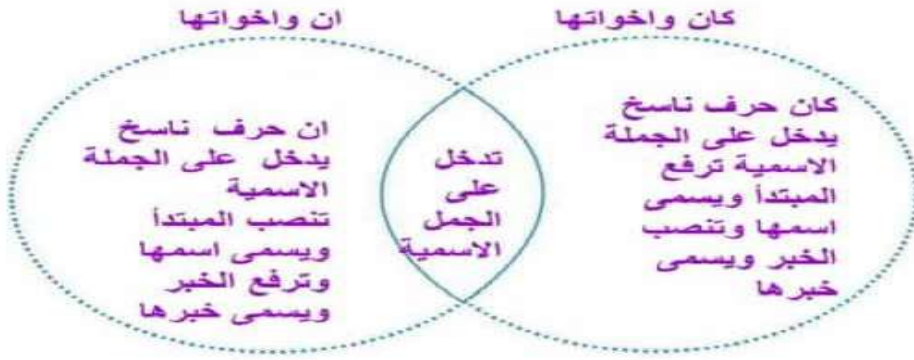 كان واخواتها
ان واخواتها
كان حرف ناسخ
يدخل على الجملة
الاسمية ترفع
المبتدأ ويسمى
اسمها وتنصب
الخبر ويسمى
خبرها
تدخل
على
الجمل
الاسمية
ان حرف ناسخ
يدخل على الجملة
الاسمية
تنصب المبتدأ
ويسمى اسمها
وترفع الخبر
ويسمى خبرها